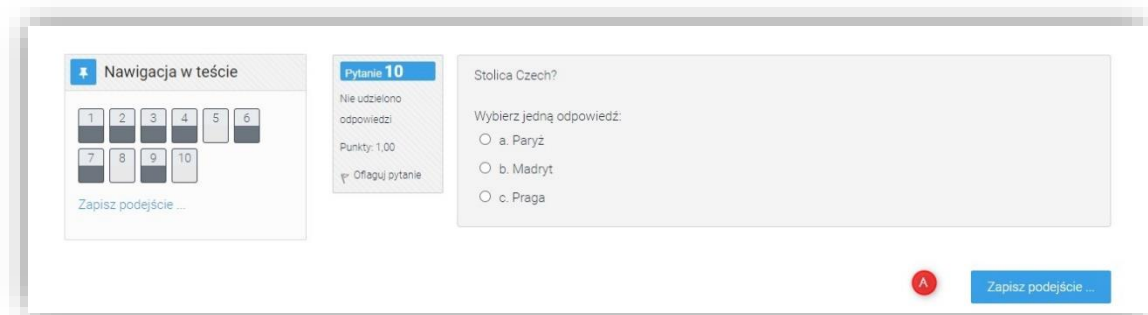 Nawigacja w teście
1 2 3 4 5 6
7 8 9 10
Zapisz podejście ...
Pytanie 10
Nie udzielono
odpowiedzi
Punkty: 1,00
Oflaguj pytanie
Stolica Czech?
Wybierz jedną odpowiedź:
a. Paryż
b. Madryt
c. Praga
A
Zapisz podejście ...